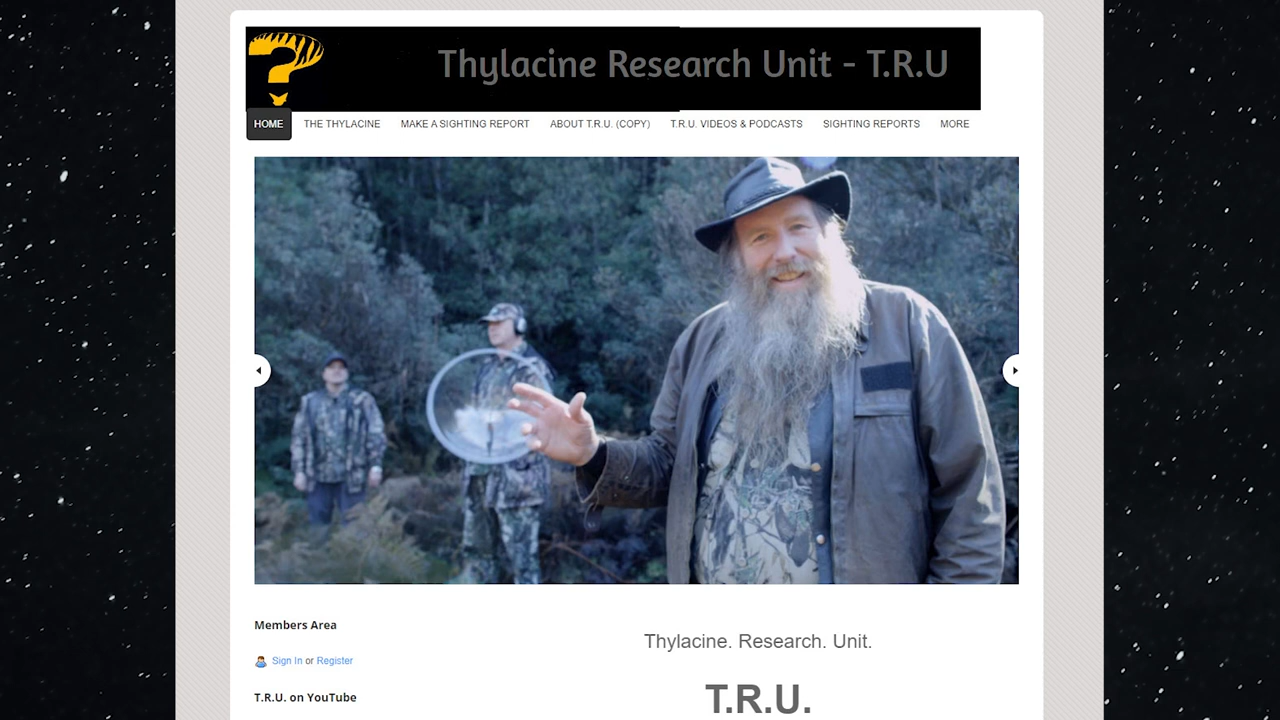 Thylacine Research Unit - T.R.U
HOME THE THYLACINE MAKE A SIGHTING REPORT ABOUT T.R.U. (COPY) T.R.U. VIDEOS & PODCASTS SIGHTING REPORTS MORE
Members Area
Sign In or Register
T.R.U. on YouTube
Thylacine. Research. Unit.
T.R.U.